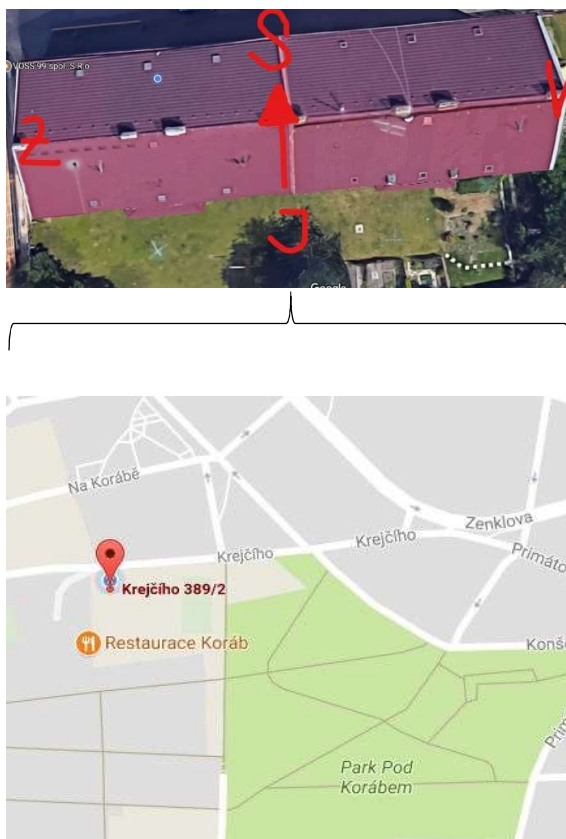 S
VOSS 99 spol. S.R.o
V
Z
J
Google
Na Korábě
Zenklova
Krejčího
Krejčího
Primáto
Krejčího 389/2
Restaurace Koráb
Konše
Prim
Park Pod
Korábem